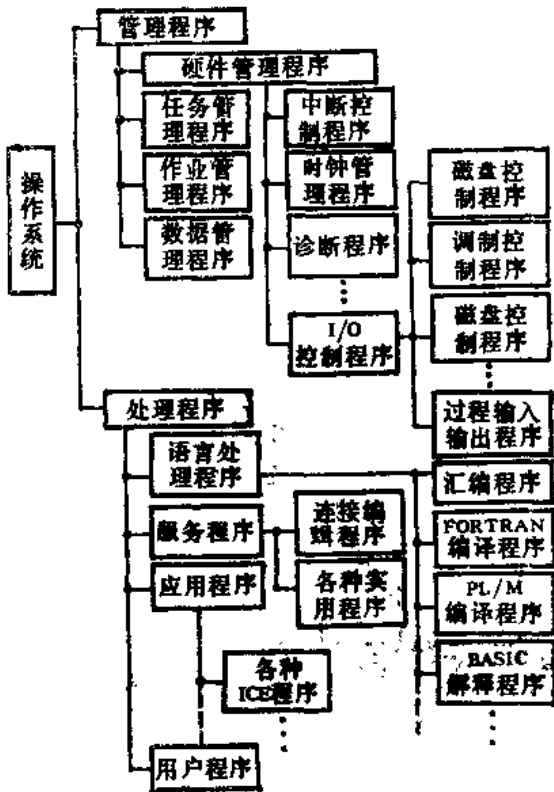 管理程序
硬件管理程序
任务管
理程序
中断控
制程序
作业管
理程序
时钟管
理程序
磁盘控
制程序
操作系统
数据管
理程序
诊断程序
调制控
制程序
I/O
控制程序
磁盘控
制程序
处理程序
过程输入
输出程序
语言处
理程序
汇编程序
服务程序
连接编
辑程序
FORTRAN
编译程序
应用程序
各种实
用程序
PL/M
编译程序
各种
ICE程序
BASIC
解释程序
用户程序